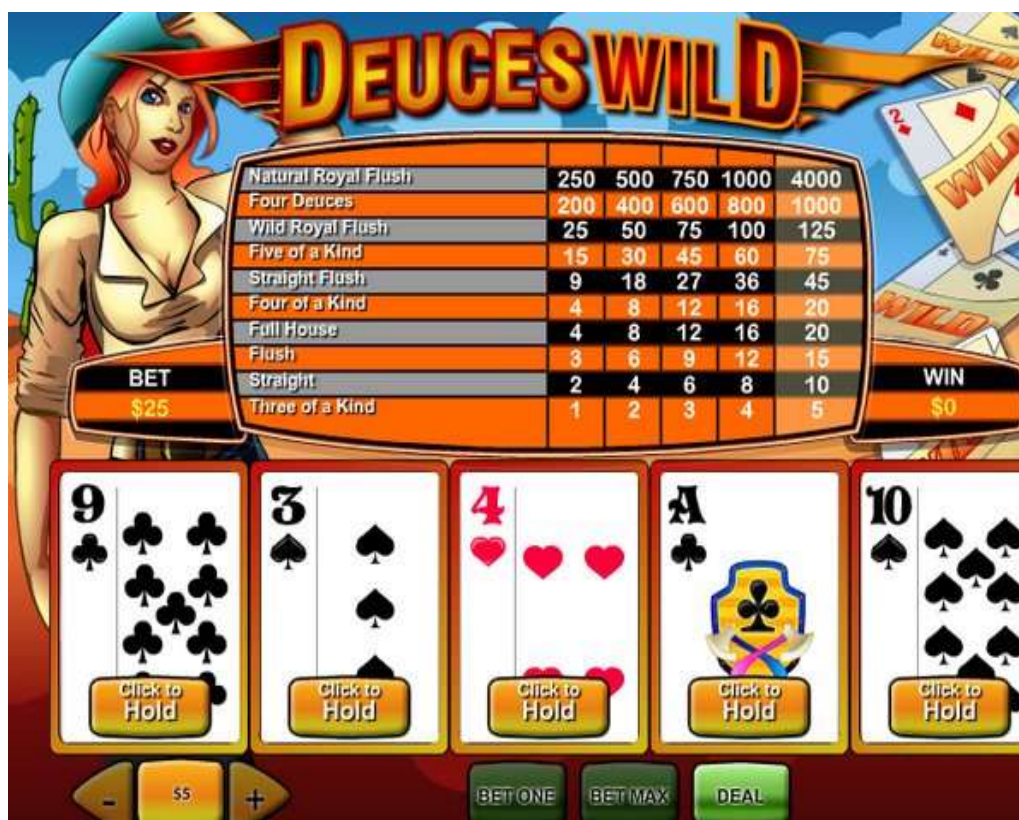 DEUCES WILD
WILD
2
WILD
WILD
Natural Royal Flush 250 500 750 1000 4000
Four Deuces 200 400 600 800 1000
Wild Royal Flush 25 50 75 100 125
Five of a Kind 15 30 45 60 75
Straight Flush 9 18 27 36 45
Four of a Kind 4 8 12 16 20
Full House 4 8 12 16 20
Flush 3 6 9 12 15
Straight 2 4 6 8 10
Three of a Kind 1 2 3 4 5
BET
$25
WIN
$0
9 3 4 A 10
Click to Hold Click to Hold Click to Hold Click to Hold Click to Hold
- $5 + BET ONE BET MAX DEAL